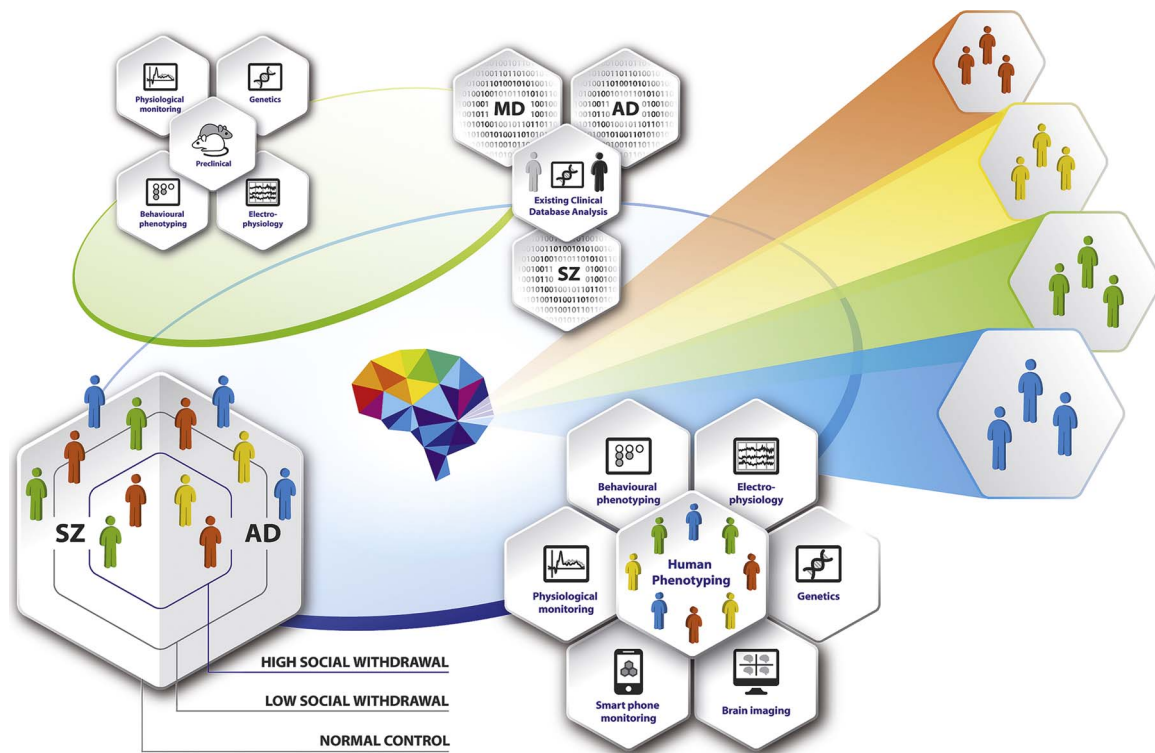 Physiological
monitoring
Genetics
Preclinical
Behavioural
phenotyping
Electro-
physiology
MD
AD
Existing Clinical
Database Analysis
SZ
SZ
AD
HIGH SOCIAL WITHDRAWAL
LOW SOCIAL WITHDRAWAL
NORMAL CONTROL
Behavioural
phenotyping
Electro-
physiology
Physiological
monitoring
Human
Phenotyping
Genetics
Smart phone
monitoring
Brain imaging